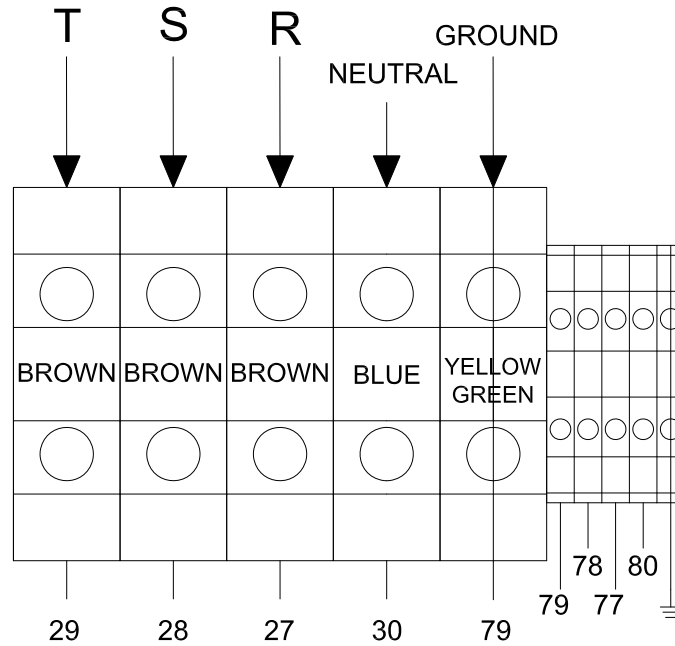 T S R GROUND
NEUTRAL
BROWN BROWN BROWN BLUE YELLOW
GREEN
78 80
79 77
29 28 27 30 79